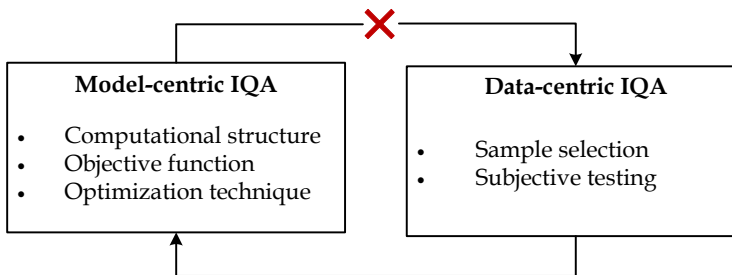 Model-centric IQA
• Computational structure
• Objective function
• Optimization technique
Data-centric IQA
• Sample selection
• Subjective testing